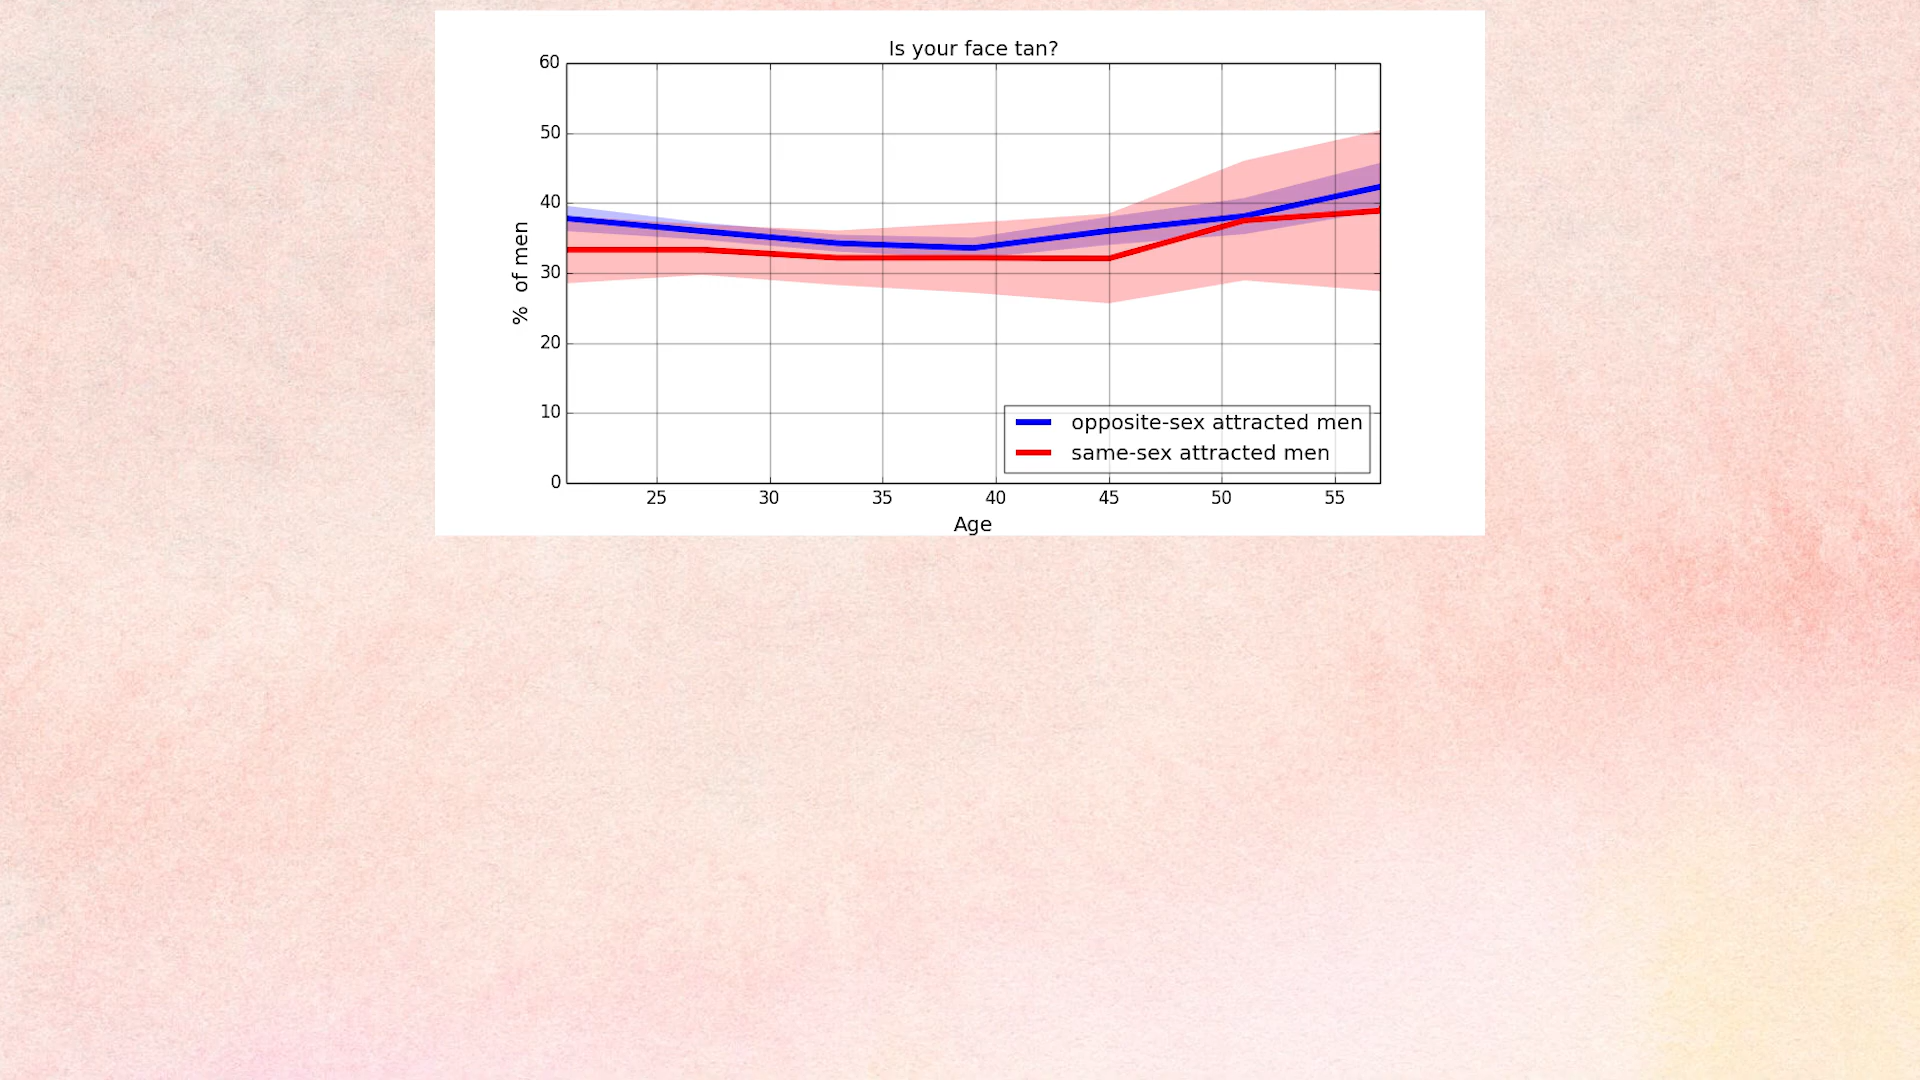 Is your face tan?
60
50
40
30
20
10
0
% of men
25 30 35 40 45 50 55
Age
opposite-sex attracted men
same-sex attracted men